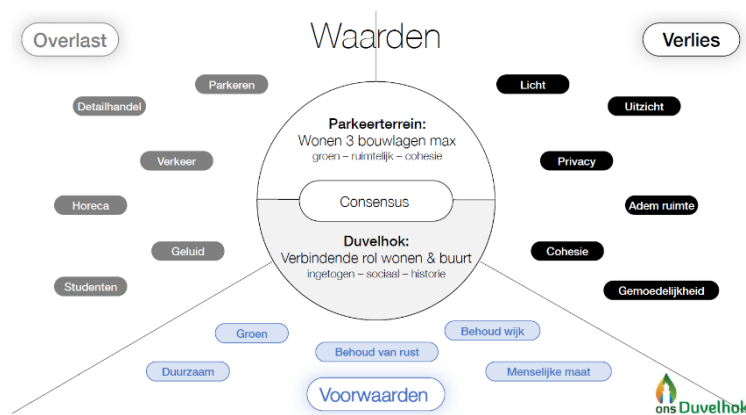 Overlast
Waarden
Verlies
Parkeren
Detailhandel
Verkeer
Horeca
Geluid
Studenten
Parkeerterrein:
Wonen 3 bouwlagen max
groen – ruimtelijk – cohesie
Consensus
Duvelhok:
Verbindende rol wonen & buurt
ingetogen – sociaal – historie
Licht
Uitzicht
Privacy
Adem ruimte
Cohesie
Gemoedelijkheid
Groen
Behoud wijk
Behoud van rust
Duurzaam
Menselijke maat
Voorwaarden
ons Duvelhok